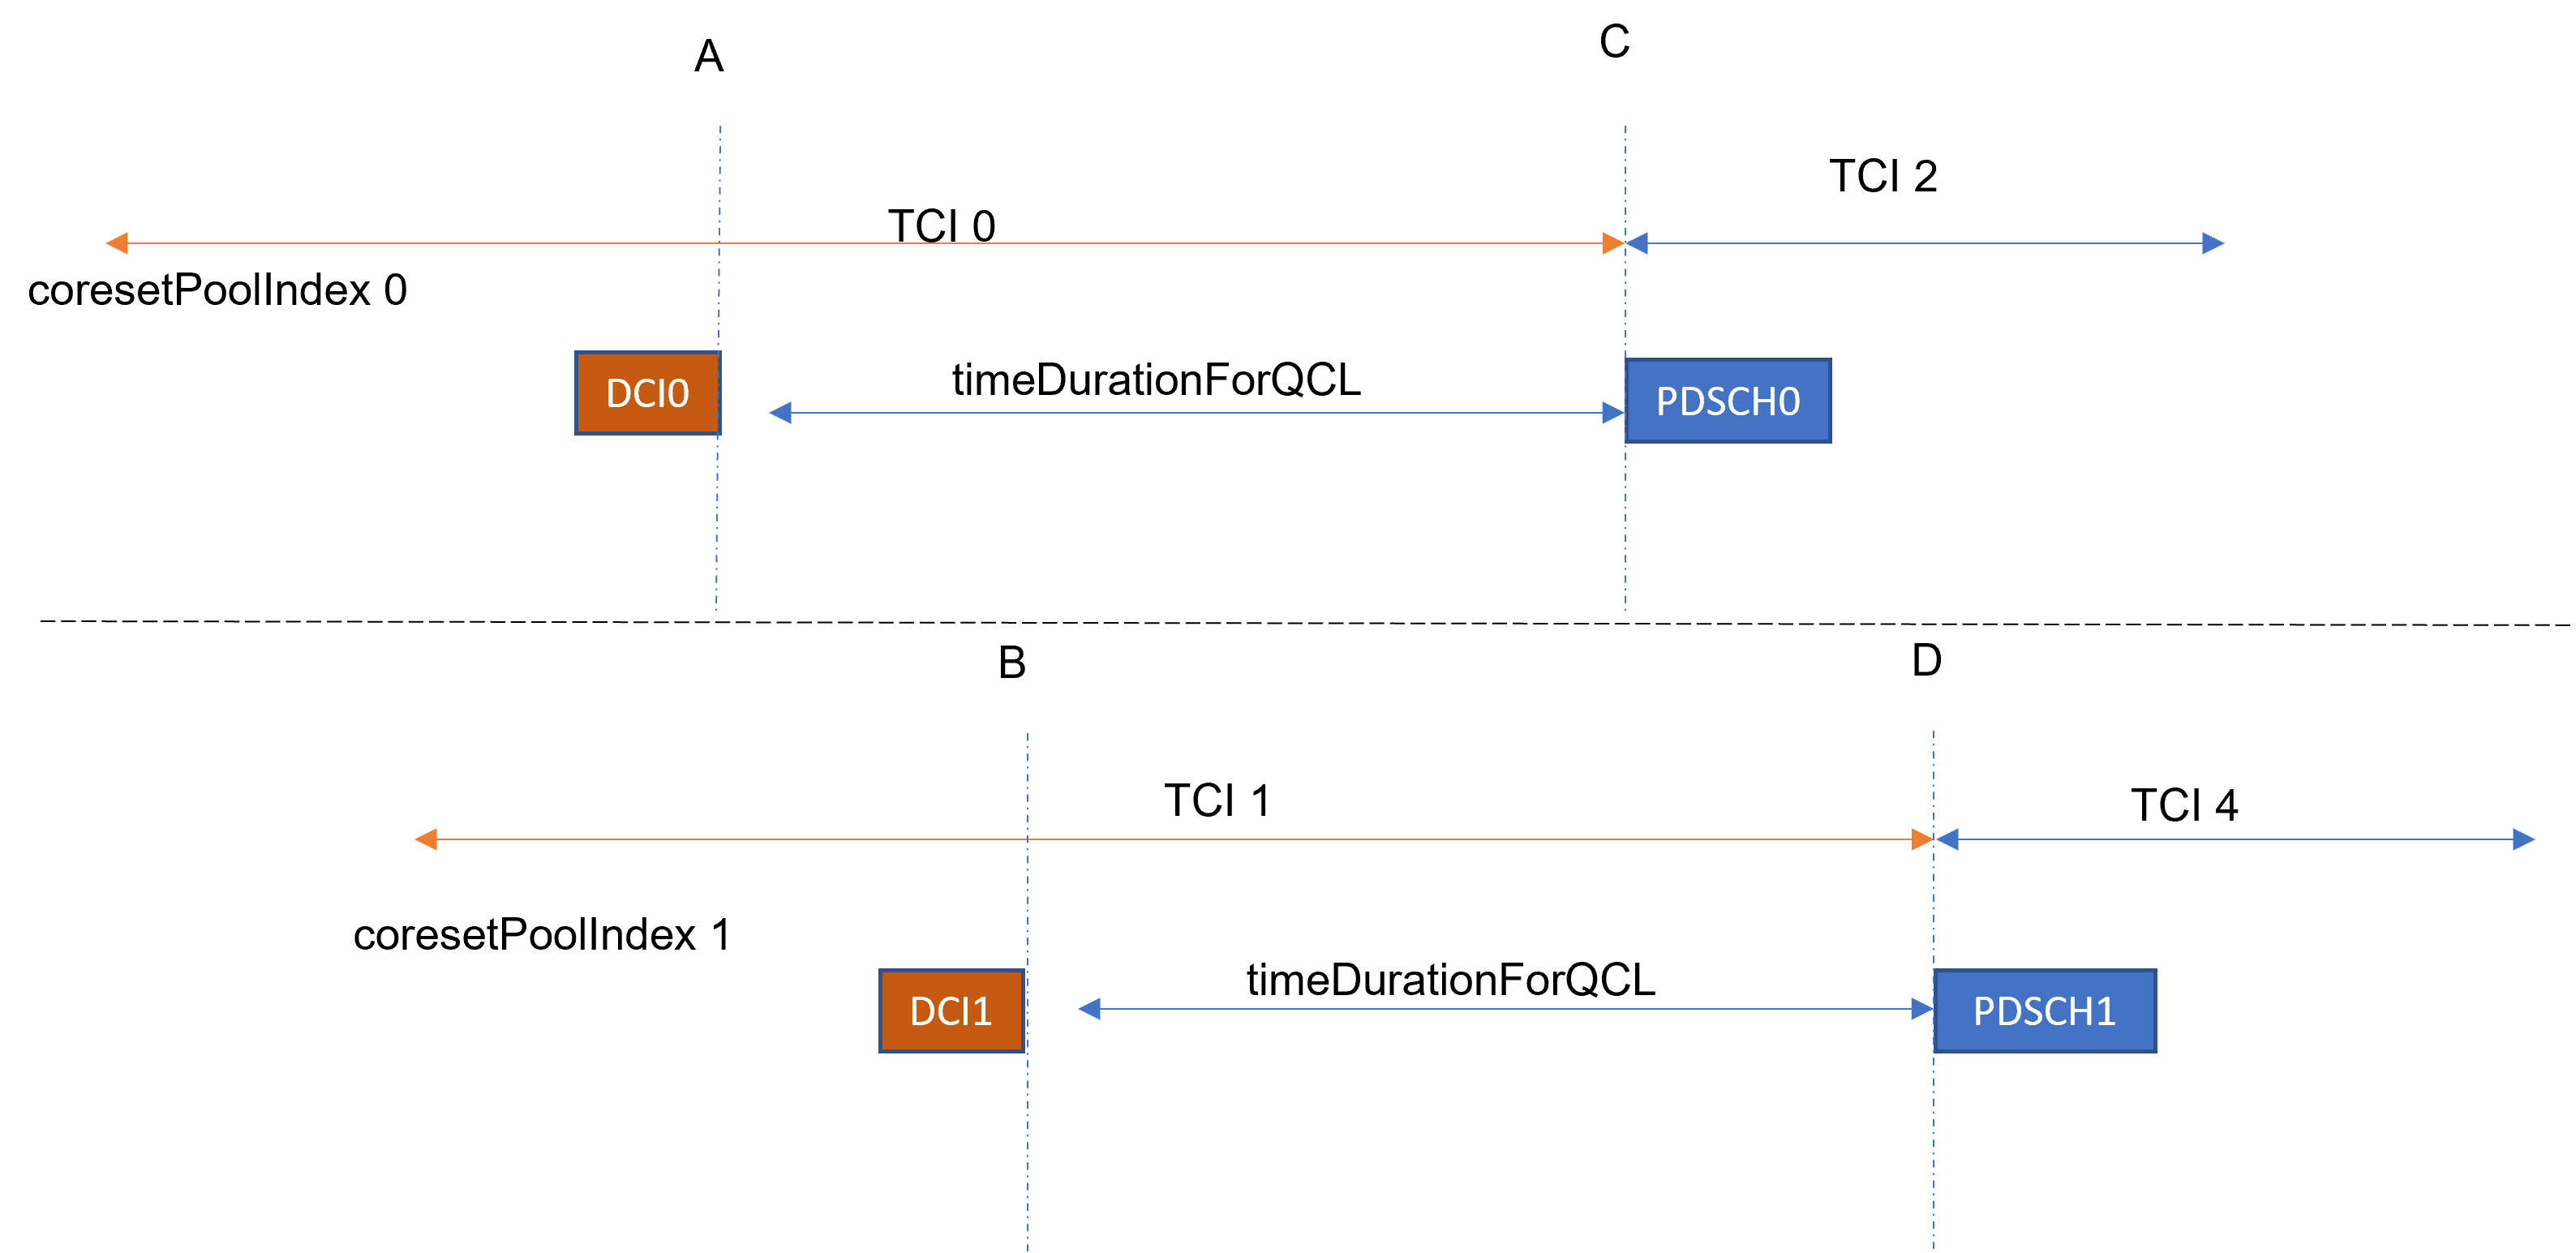 A
C
TCI 2
TCI 0
coresetPoolIndex 0
timeDurationForQCL
DCI0
PDSCH0
B
D
TCI 1
TCI 4
coresetPoolIndex 1
timeDurationForQCL
DCI1
PDSCH1